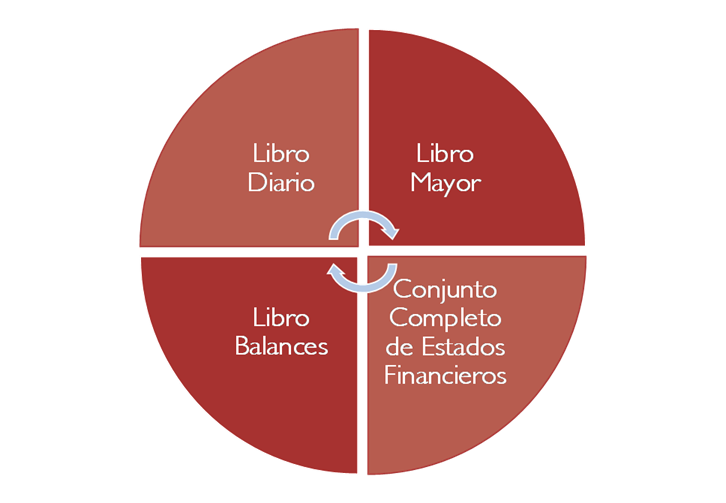 Libro
Diario
Libro
Mayor
Libro
Balances
Conjunto
Completo
de Estados
Financieros